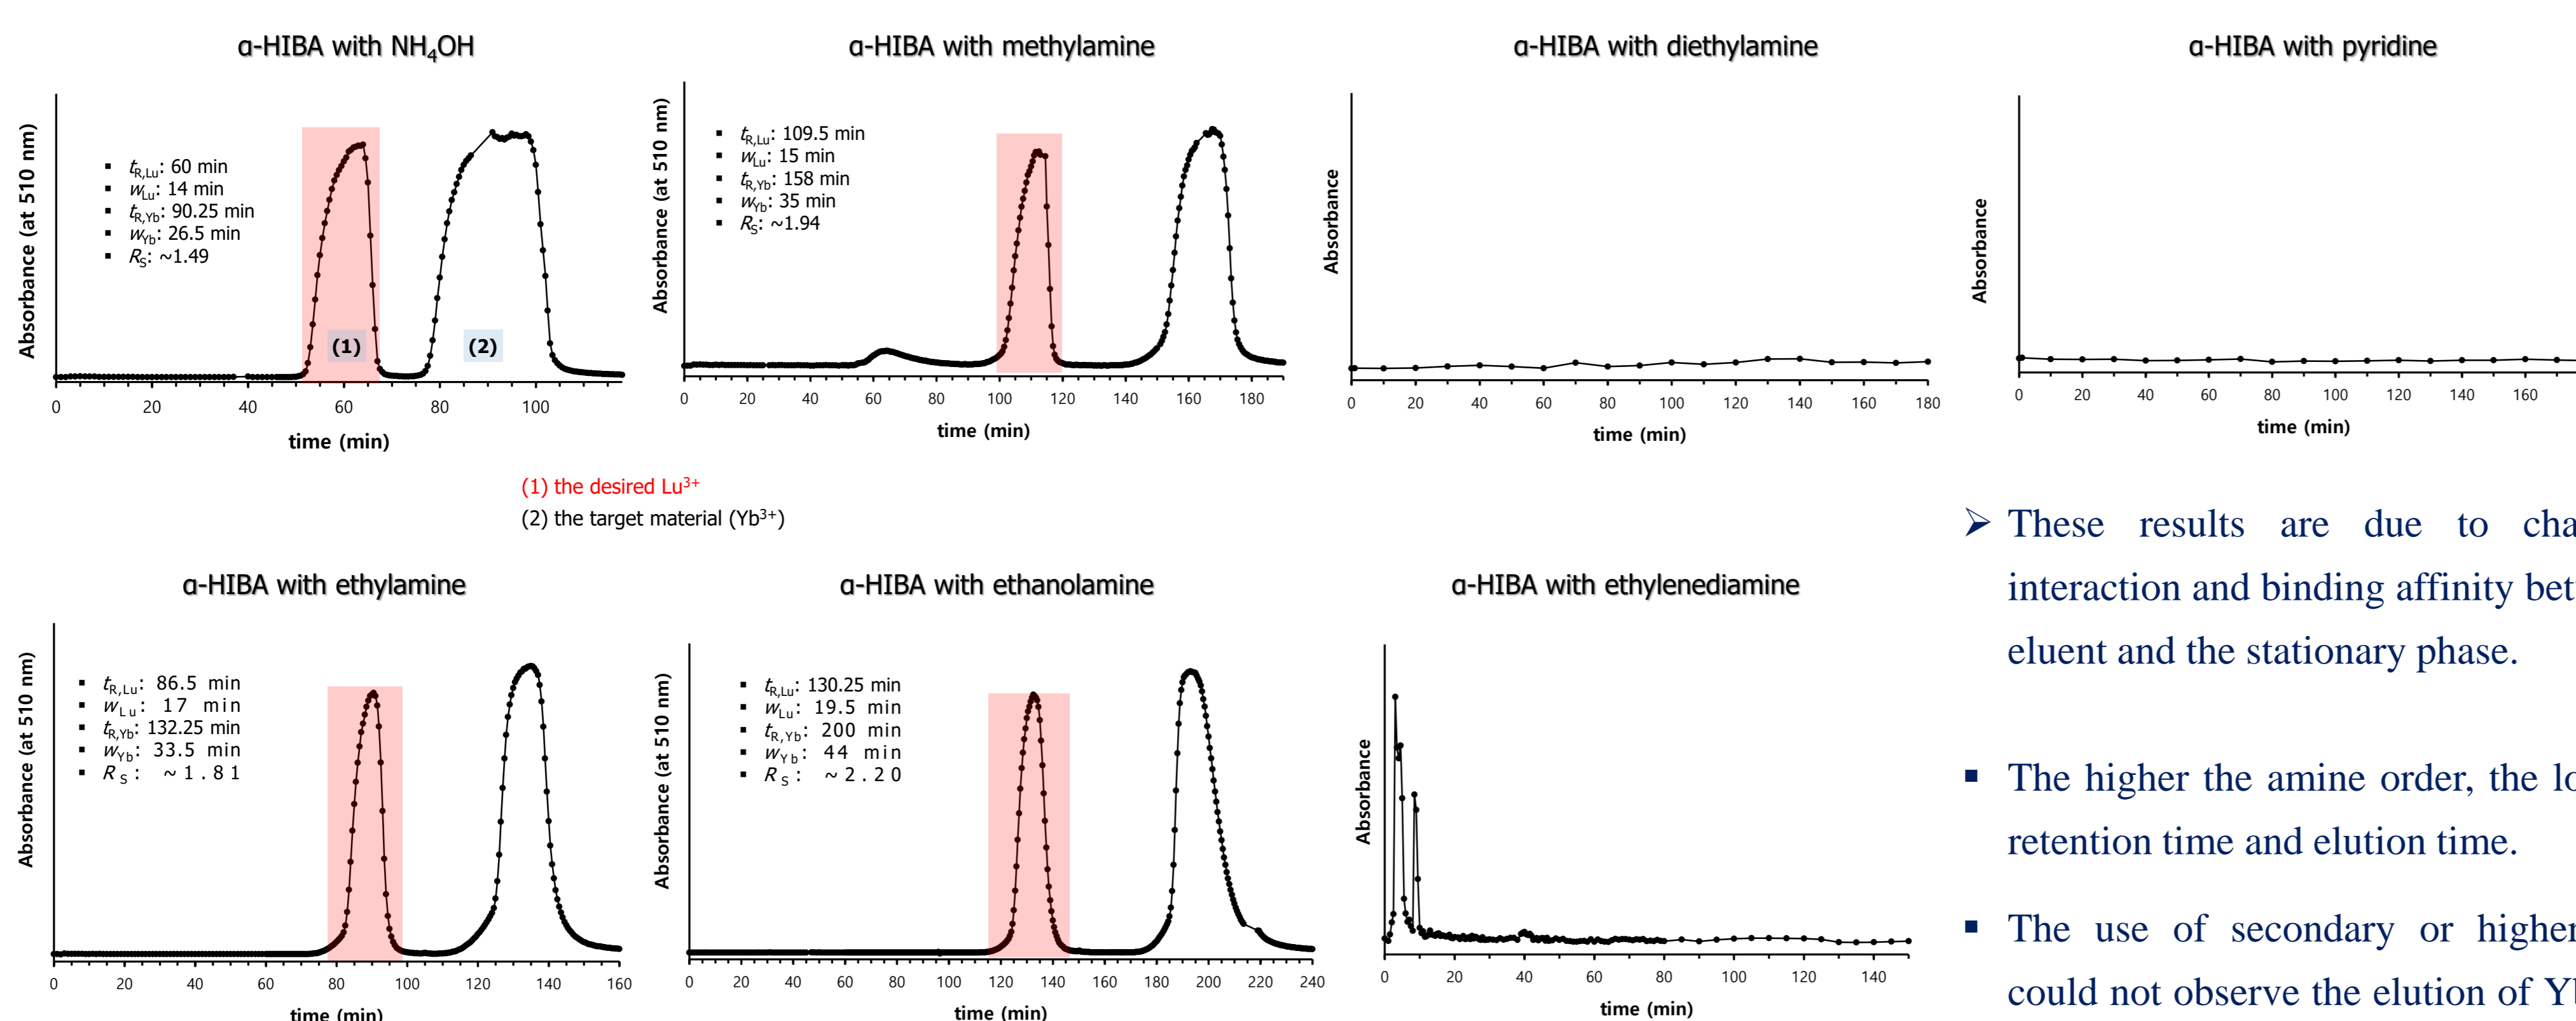 α-HIBA with NH4OH
Absorbance (at 510 nm)
▪ tR,Lu: 60 min
▪ wLu: 14 min
▪ tR,Yb: 90.25 min
▪ wYb: 26.5 min
▪ RS: ~1.49
(1)
(2)
0 20 40 60 80 100
time (min)
α-HIBA with methylamine
Absorbance (at 510 nm)
▪ tR,Lu: 109.5 min
▪ wLu: 15 min
▪ tR,Yb: 158 min
▪ wYb: 35 min
▪ RS: ~1.94
0 20 40 60 80 100 120 140 160 180
time (min)
α-HIBA with diethylamine
Absorbance
0 20 40 60 80 100 120 140 160 180
time (min)
α-HIBA with pyridine
Absorbance
0 20 40 60 80 100 120 140 160
time (min)
(1) the desired Lu3+
(2) the target material (Yb3+)
α-HIBA with ethylamine
Absorbance (at 510 nm)
▪ tR,Lu: 86.5 min
▪ wLu: 17 min
▪ tR,Yb: 132.25 min
▪ wYb: 33.5 min
▪ RS: ~1.81
0 20 40 60 80 100 120 140 160
time (min)
α-HIBA with ethanolamine
Absorbance (at 510 nm)
▪ tR,Lu: 130.25 min
▪ wLu: 19.5 min
▪ tR,Yb: 200 min
▪ wYb: 44 min
▪ RS: ~2.20
0 20 40 60 80 100 120 140 160 180 200 220 240
time (min)
α-HIBA with ethylenediamine
Absorbance
0 20 40 60 80 100 120 140
time (min)
➢ These results are due to
interaction and binding affinity
eluent and the stationary phase.
▪ The higher the amine order, the
retention time and elution time.
▪ The use of secondary or higher
could not observe the elution of